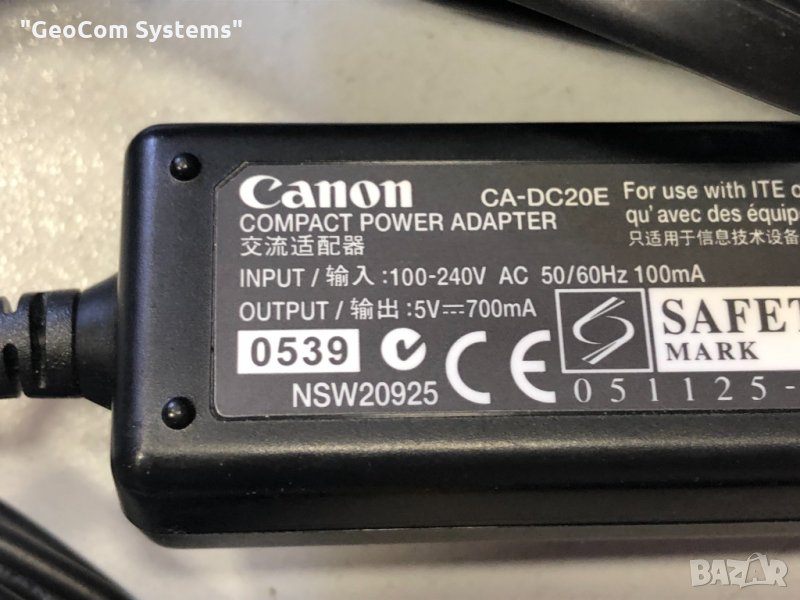 "GeoCom Systems"
Canon CA-DC20E
COMPACT POWER ADAPTER
交流适配器
INPUT / 输入 : 100-240V AC 50/60Hz 100mA
OUTPUT / 输出 : 5V⎓700mA
For use with ITE
qu'avec des équip
只适用于信息技术设备
0539
NSW20925
CE
SAFET
MARK
051125-
BAZAR